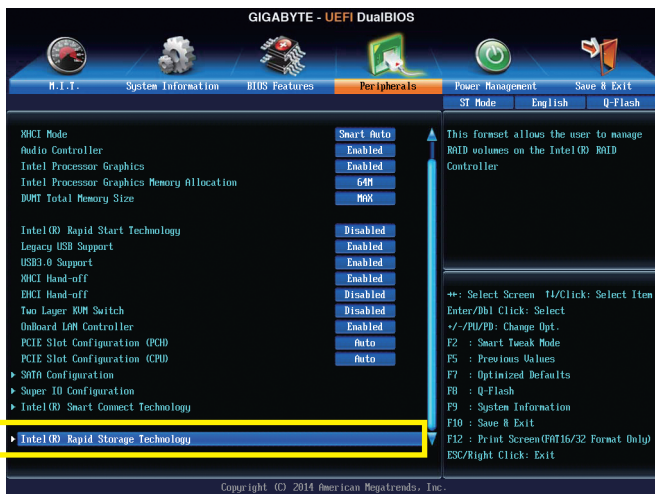 GIGABYTE - UEFI DualBIOS
M.I.T. System Information BIOS Features Peripherals Power Management Save & Exit
ST Mode English Q-Flash
XHCI Mode Smart Auto
Audio Controller Enabled
Intel Processor Graphics Enabled
Intel Processor Graphics Memory Allocation 64M
DVMT Total Memory Size MAX
Intel(R) Rapid Start Technology Disabled
Legacy USB Support Enabled
USB3.0 Support Enabled
XHCI Hand-off Enabled
EHCI Hand-off Disabled
Two Layer KVM Switch Disabled
OnBoard LAN Controller Enabled
PCIE Slot Configuration (PCH) Auto
PCIE Slot Configuration (CPU) Auto
SATA Configuration
Super IO Configuration
Intel(R) Smart Connect Technology
Intel(R) Rapid Storage Technology
This formset allows the user to manage
RAID volumes on the Intel(R) RAID
Controller
→←: Select Screen ↑↓/Click: Select Item
Enter/Dbl Click: Select
+/-/PU/PD: Change Opt.
F2 : Smart Tweak Mode
F5 : Previous Values
F7 : Optimized Defaults
F8 : Q-Flash
F9 : System Information
F10 : Save & Exit
F12 : Print Screen(FAT16/32 Format Only)
ESC/Right Click: Exit
Copyright (C) 2014 American Megatrends, Inc.